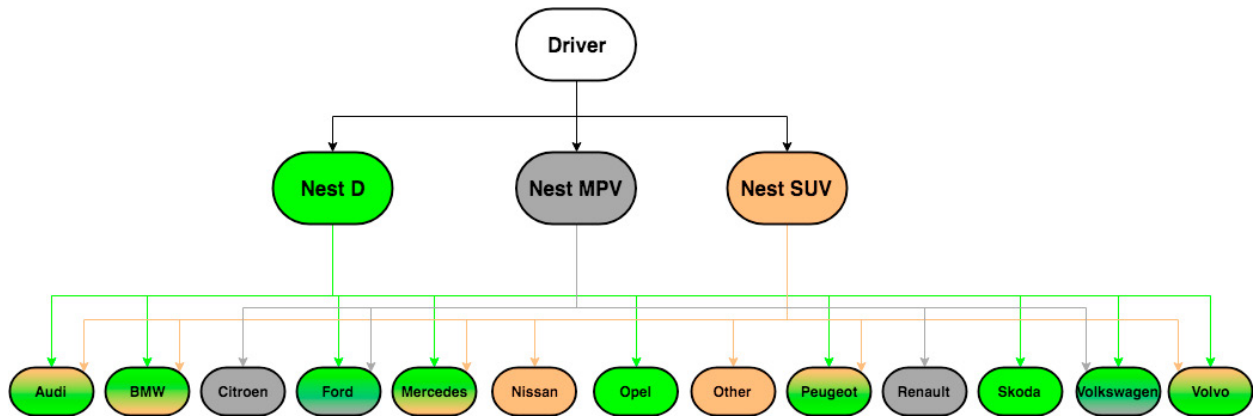 Driver
Nest D
Nest MPV
Nest SUV
Audi
BMW
Citroen
Ford
Mercedes
Nissan
Opel
Other
Peugeot
Renault
Skoda
Volkswagen
Volvo